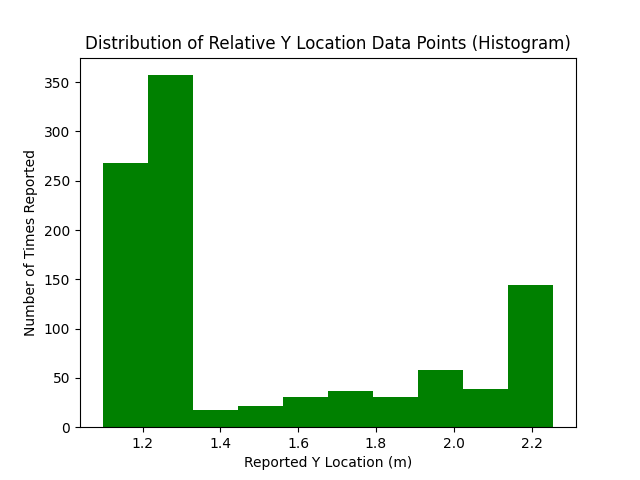 Distribution of Relative Y Location Data Points (Histogram)
350
300
250
200
150
100
50
0
Number of Times Reported
1.2 1.4 1.6 1.8 2.0 2.2
Reported Y Location (m)